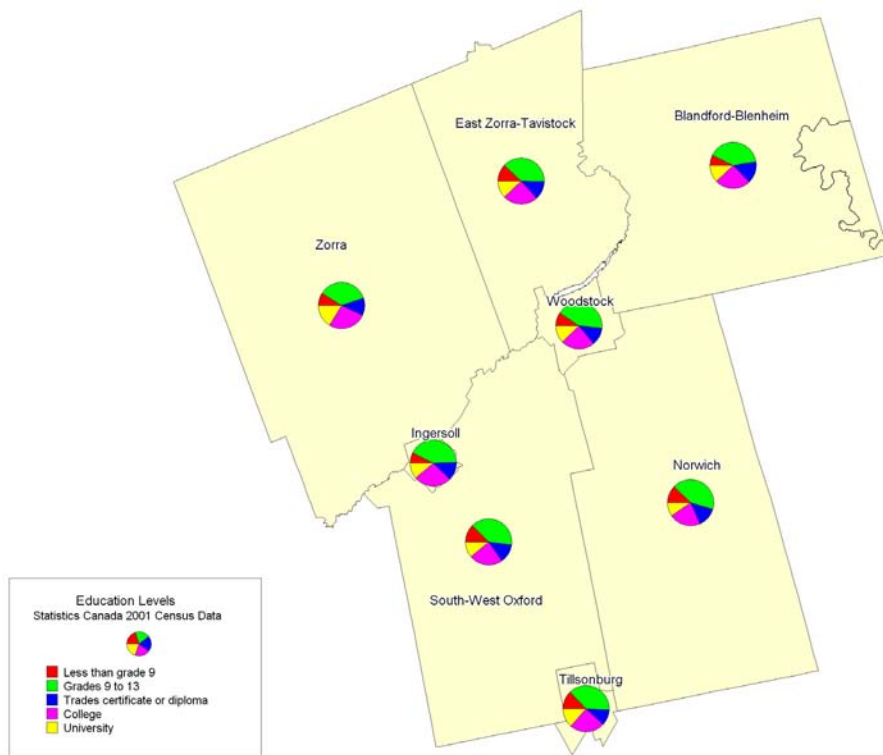 East Zorra-Tavistock
Blandford-Blenheim
Zorra
Woodstock
Ingersoll
Norwich
South-West Oxford
Tillsonburg
Education Levels
Statistics Canada 2001 Census Data
Less than grade 9
Grades 9 to 13
Trades certificate or diploma
College
University